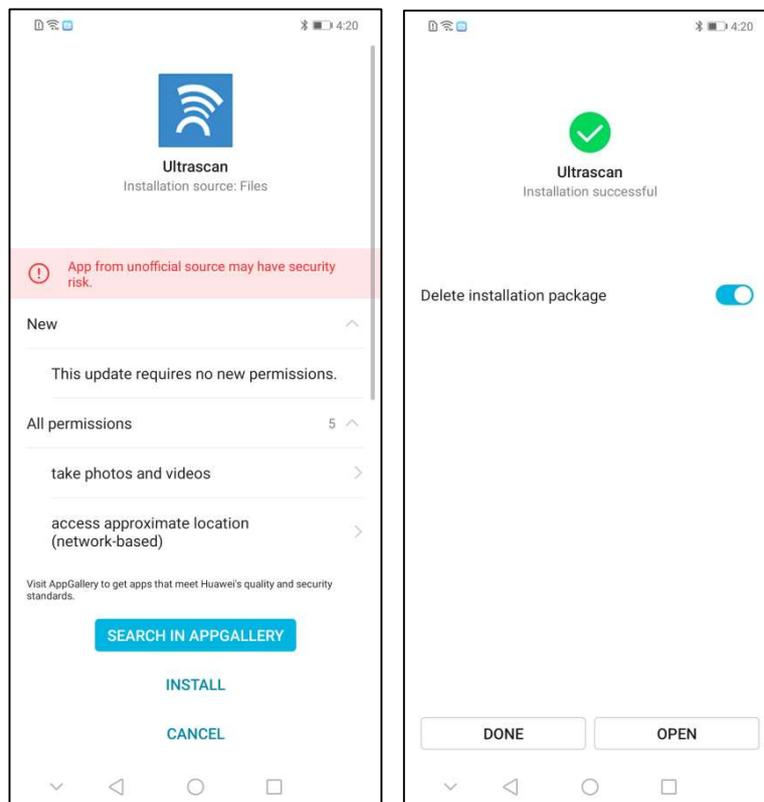 4:20
Ultrascan
Installation source: Files
App from unofficial source may have security
risk.
New
This update requires no new permissions.
All permissions 5
take photos and videos
access approximate location
(network-based)
Visit AppGallery to get apps that meet Huawei's quality and security
standards.
SEARCH IN APPGALLERY
INSTALL
CANCEL
4:20
Ultrascan
Installation successful
Delete installation package
DONE OPEN